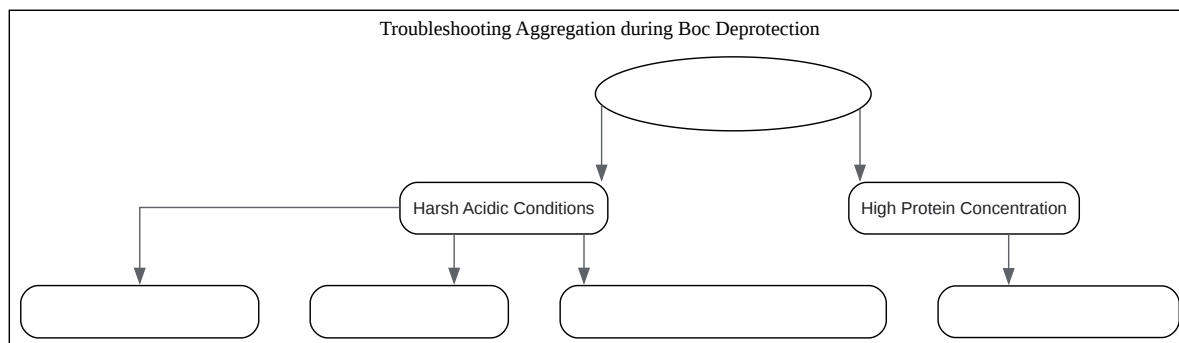 Troubleshooting Aggregation during Boc Deprotection
Harsh Acidic Conditions
High Protein Concentration